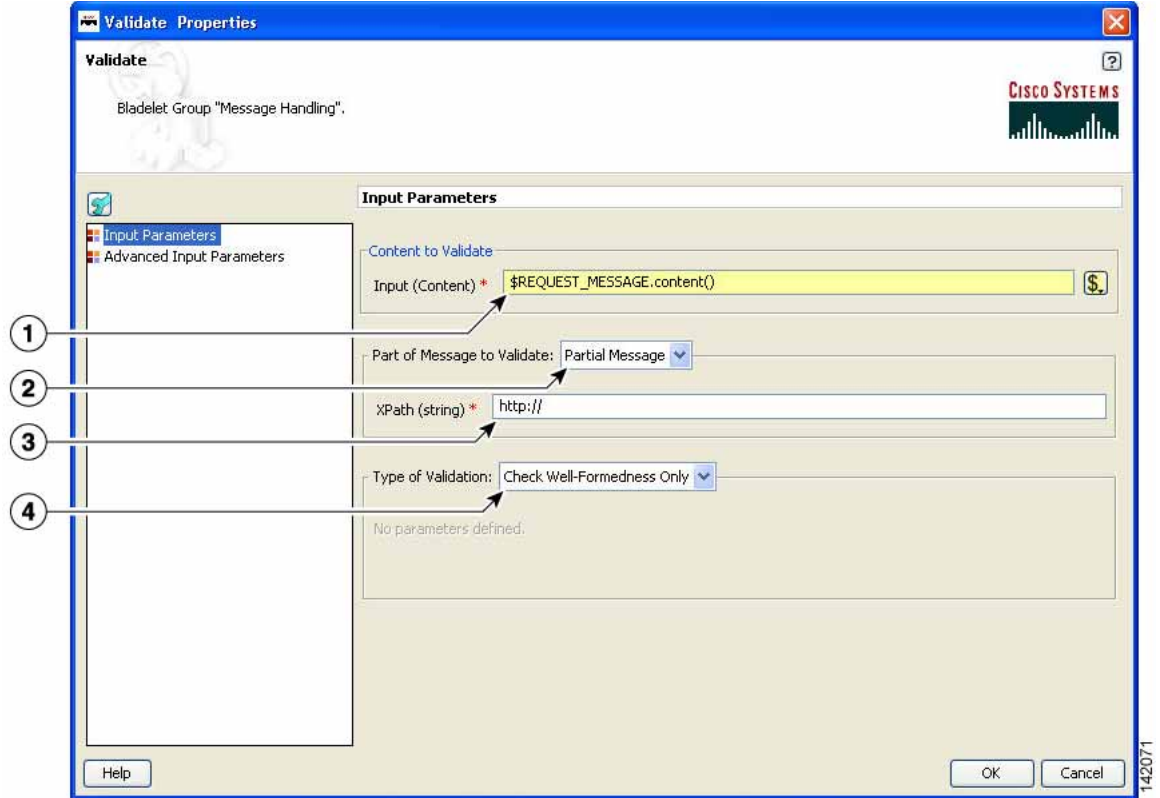 Validate Properties
Validate
?
Bladelet Group "Message Handling".
CISCO SYSTEMS
Input Parameters
Input Parameters
Advanced Input Parameters
Content to Validate
Input (Content) * $REQUEST_MESSAGE.content() $
1
Part of Message to Validate: Partial Message
2
XPath (string) * http://
3
Type of Validation: Check Well-Formedness Only
4
No parameters defined.
Help
OK
Cancel
142071